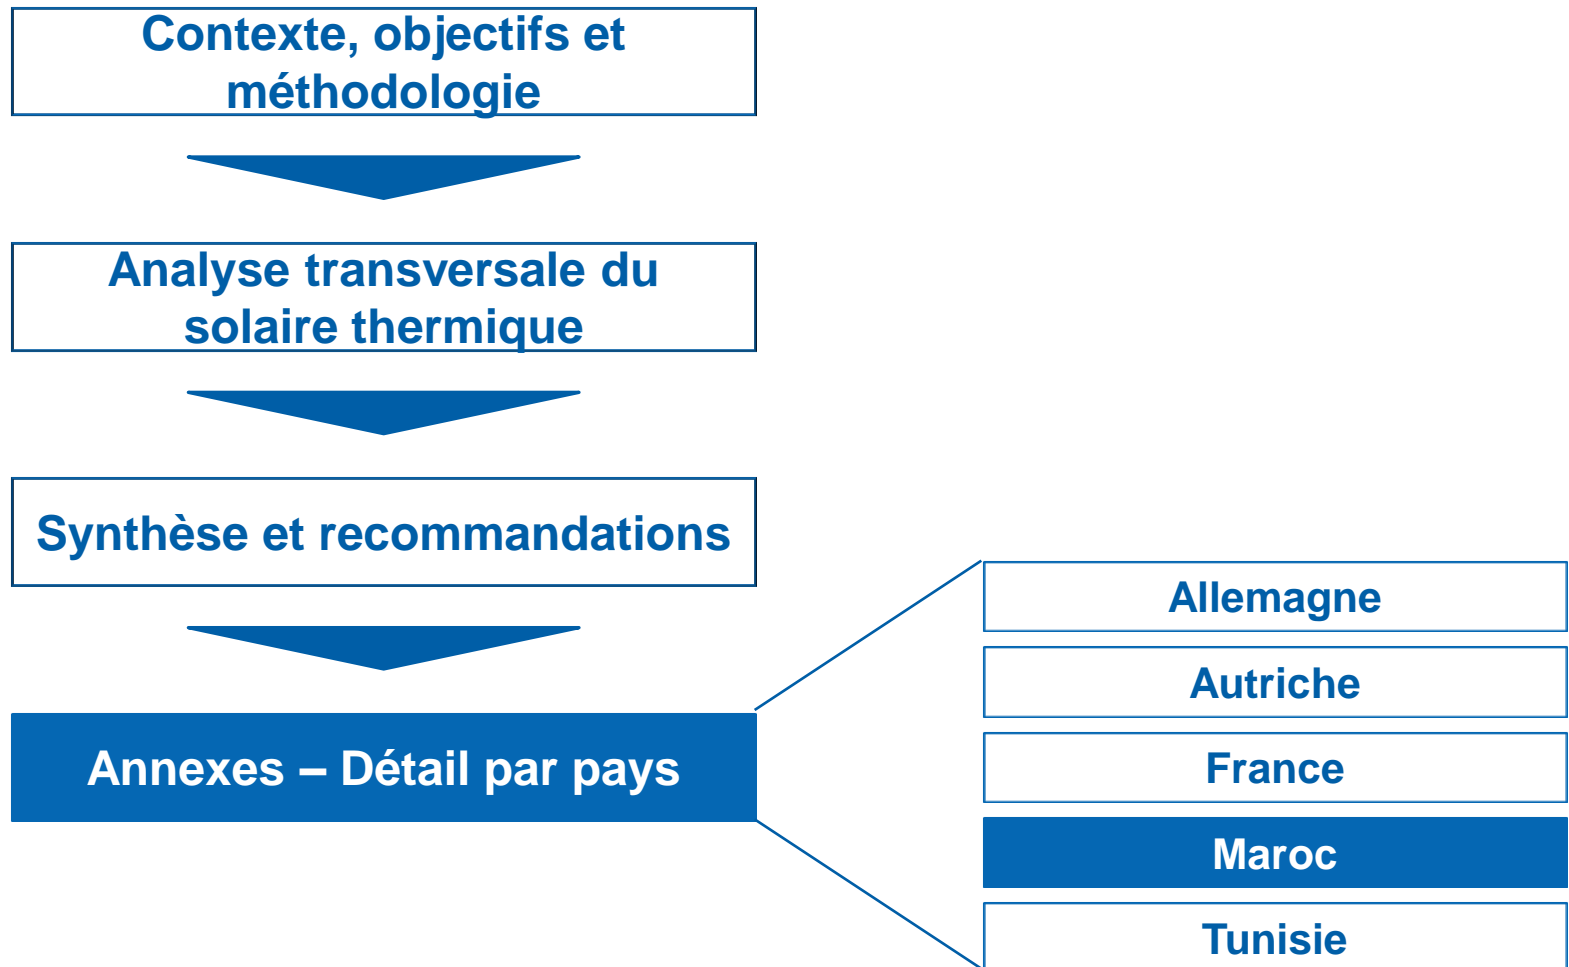 Contexte, objectifs et
méthodologie
Analyse transversale du
solaire thermique
Synthèse et recommandations
Annexes – Détail par pays
Allemagne
Autriche
France
Maroc
Tunisie